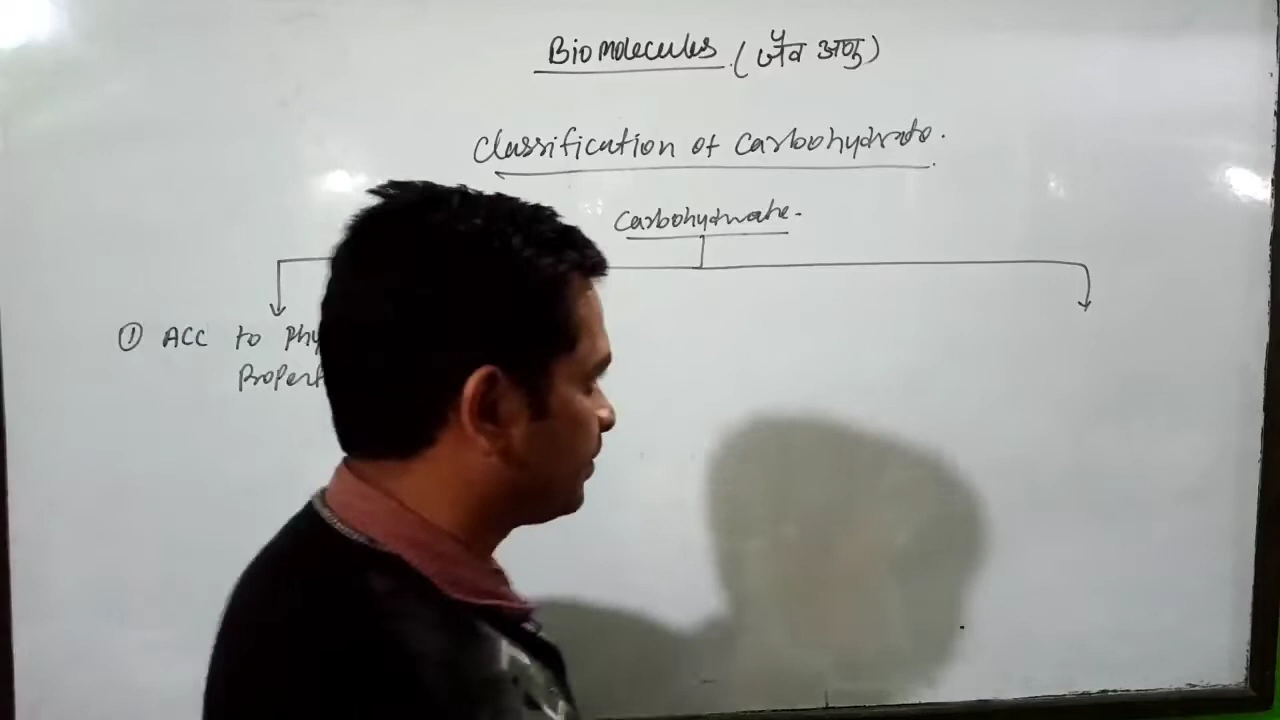 Biomolecules (जैव अणु)
Classification of Carbohydrate.
Carbohydrate.
① ACC to Phy
Propert